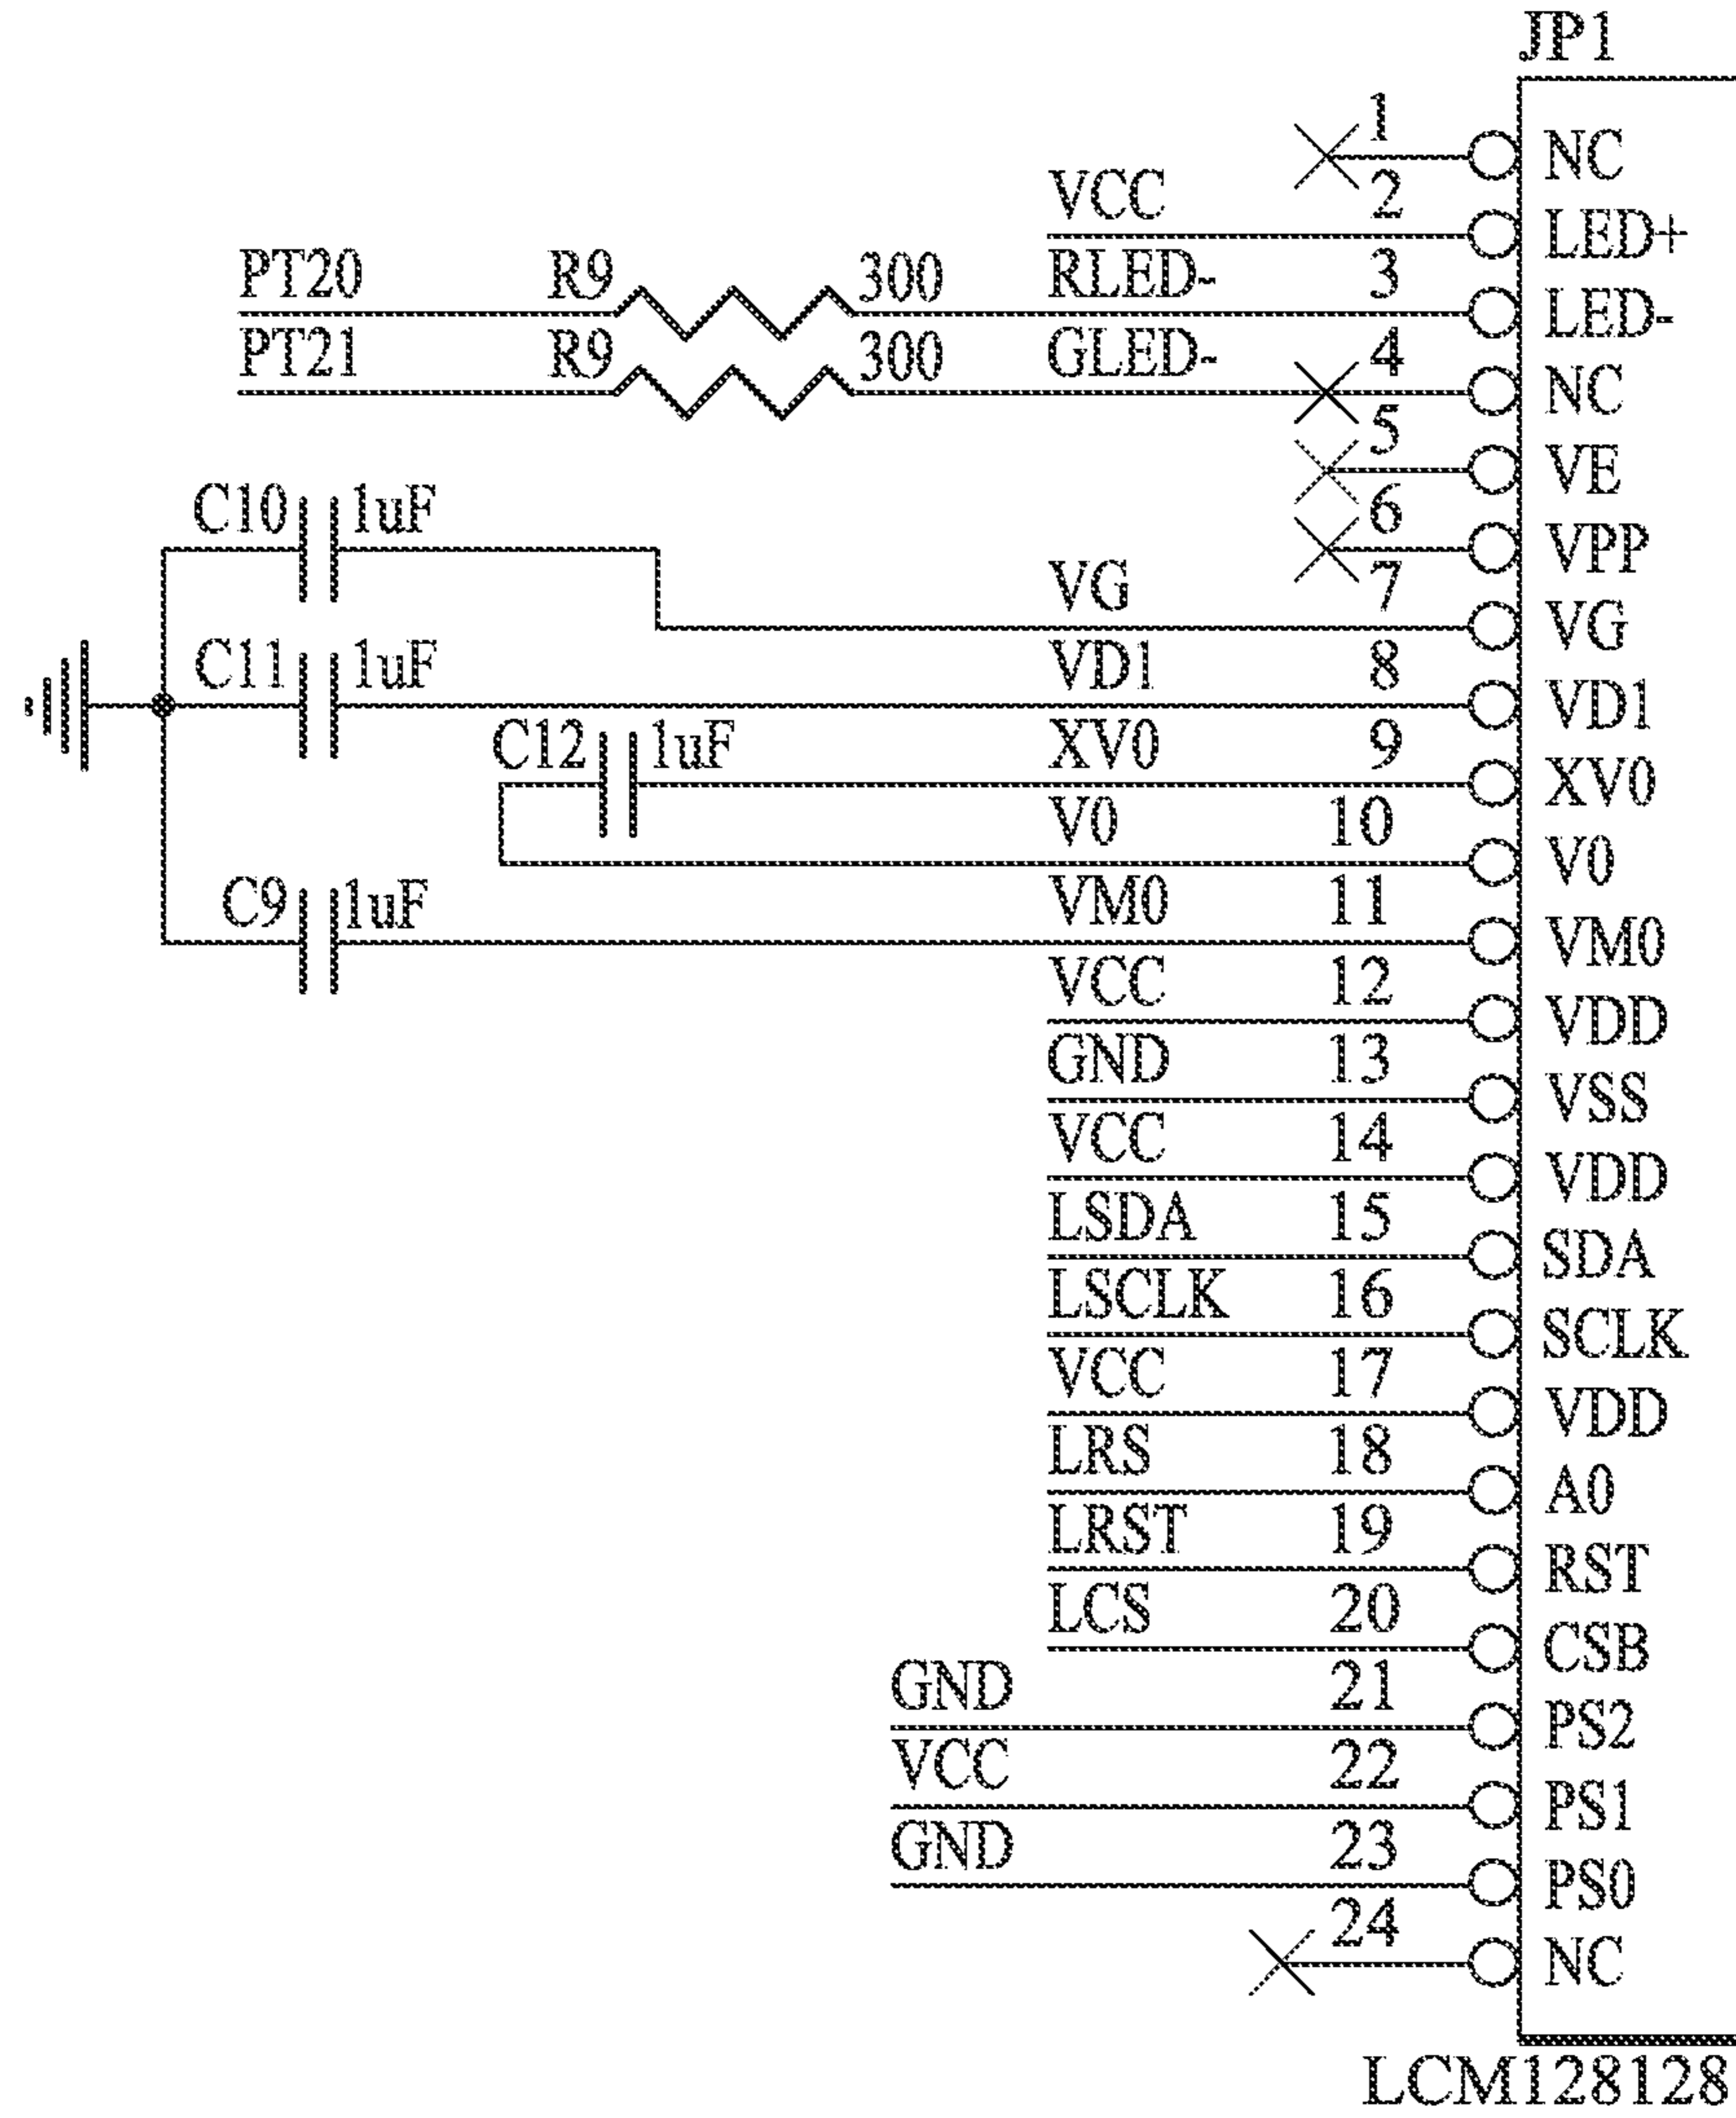 JP1
1 NC
VCC 2 LED+
PT20 R9 300 RLED- 3 LED-
PT21 R9 300 GLED- 4 NC
5 VE
C10 1uF 6 VPP
VG 7 VG
C11 1uF VD1 8 VD1
C12 1uF XV0 9 XV0
V0 10 V0
C9 1uF VM0 11 VM0
VCC 12 VDD
GND 13 VSS
VCC 14 VDD
LSDA 15 SDA
LSCLK 16 SCLK
VCC 17 VDD
LRS 18 A0
LRST 19 RST
LCS 20 CSB
GND 21 PS2
VCC 22 PS1
GND 23 PS0
24 NC
LCM128128